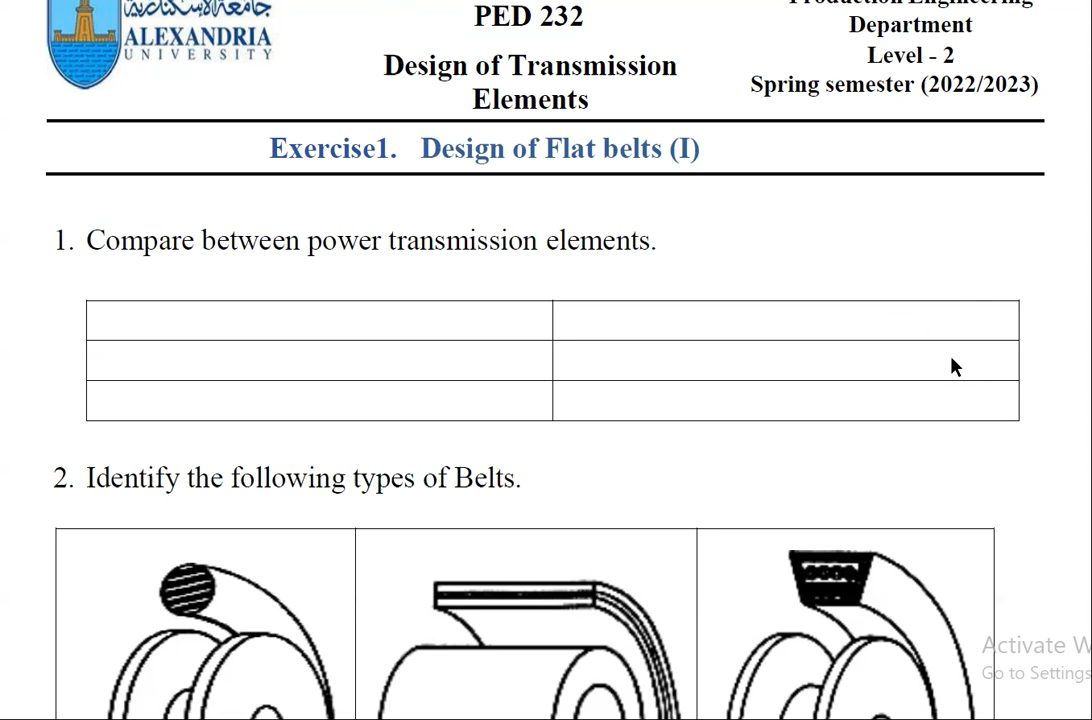 جامعة الإسكندرية
ALEXANDRIA
UNIVERSITY
PED 232
Design of Transmission
Elements
Production Engineering
Department
Level - 2
Spring semester (2022/2023)
Exercise1. Design of Flat belts (I)
1. Compare between power transmission elements.
2. Identify the following types of Belts.
Activate W
Go to Settings